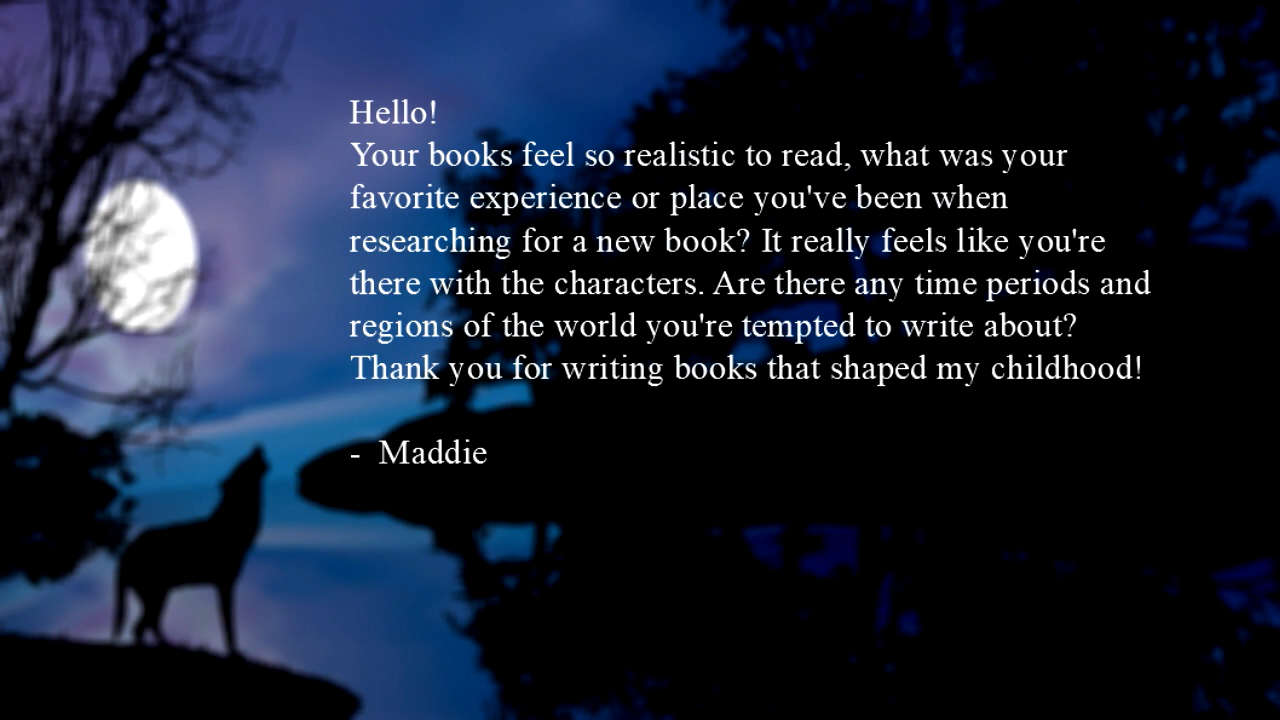 Hello!
Your books feel so realistic to read, what was your
favorite experience or place you've been when
researching for a new book? It really feels like you're
there with the characters. Are there any time periods and
regions of the world you're tempted to write about?
Thank you for writing books that shaped my childhood!
-  Maddie